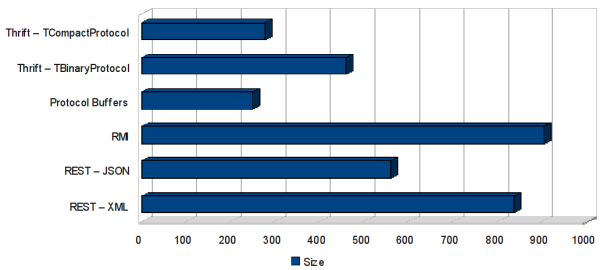 Thrift – TCompactProtocol
Thrift – TBinaryProtocol
Protocol Buffers
RMI
REST – JSON
REST – XML
0 100 200 300 400 500 600 700 800 900 1000
Size